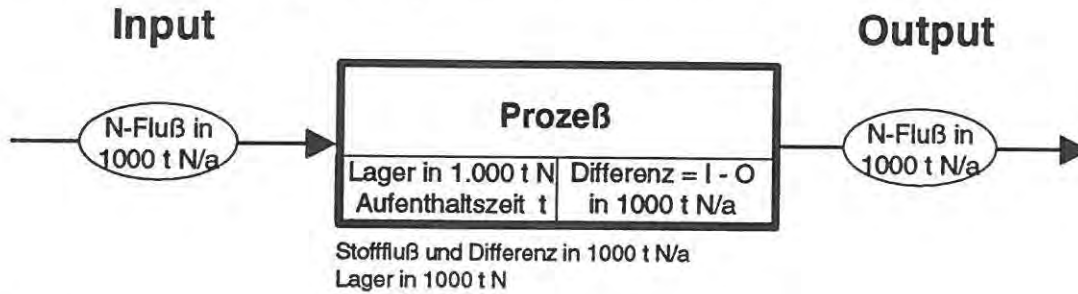 Input
Output
N-Fluß in
1000 t N/a
Prozeß
Lager in 1.000 t N
Aufenthaltszeit t
Differenz = I - O
in 1000 t N/a
N-Fluß in
1000 t N/a
Stofffluß und Differenz in 1000 t N/a
Lager in 1000 t N